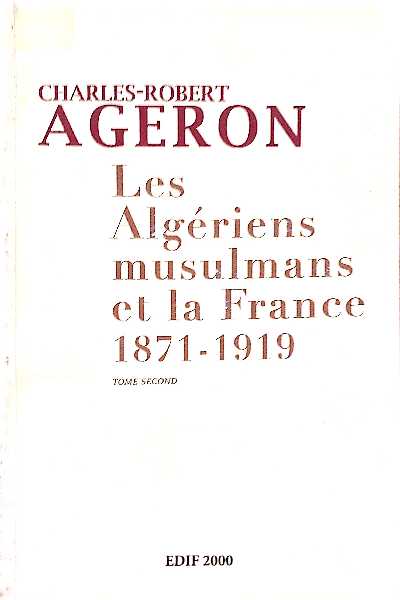 CHARLES-ROBERT
AGERON
Les
Algériens
musulmans
et la France
1871-1919
TOME SECOND
EDIF 2000